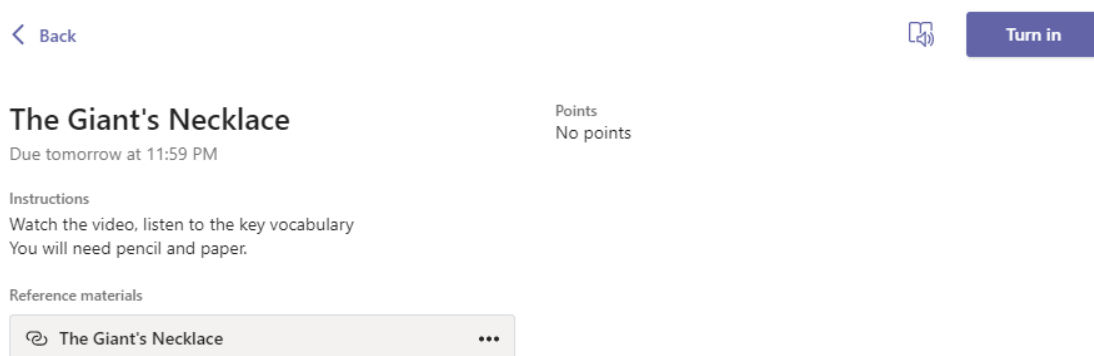 Back
Turn in
The Giant's Necklace
Due tomorrow at 11:59 PM
Points
No points
Instructions
Watch the video, listen to the key vocabulary
You will need pencil and paper.
Reference materials
The Giant's Necklace